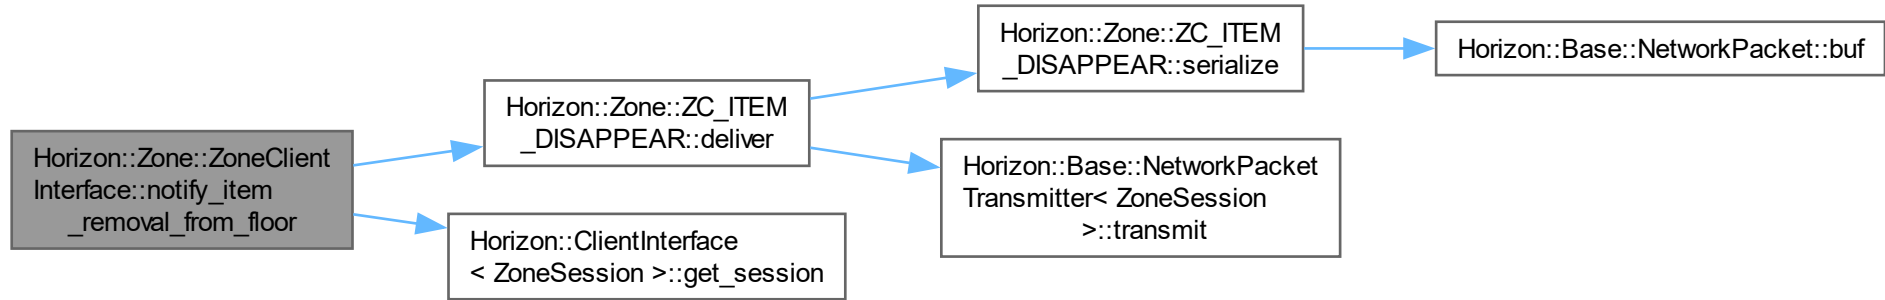 Horizon::Zone::ZoneClient
Interface::notify_item
_removal_from_floor
Horizon::Zone::ZC_ITEM
_DISAPPEAR::deliver
Horizon::ClientInterface
< ZoneSession >::get_session
Horizon::Zone::ZC_ITEM
_DISAPPEAR::serialize
Horizon::Base::NetworkPacket
Transmitter< ZoneSession
>::transmit
Horizon::Base::NetworkPacket::buf